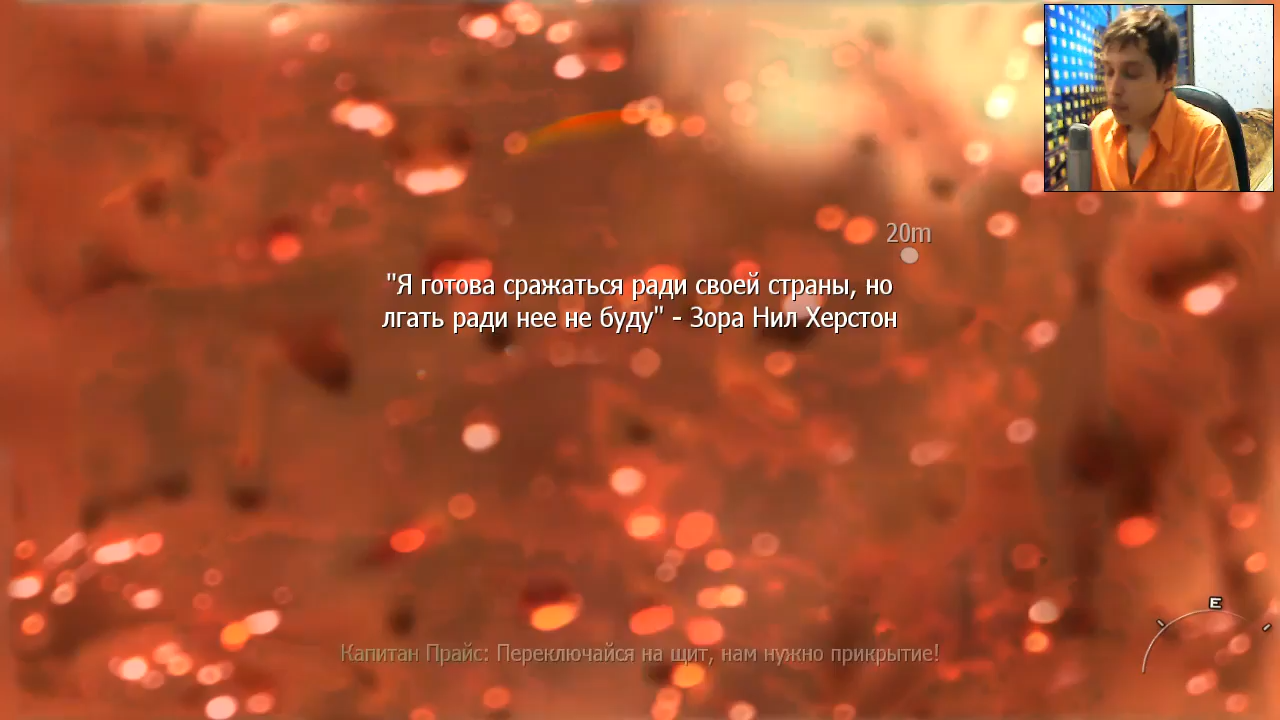 20m
"Я готова сражаться ради своей страны, но
лгать ради нее не буду" - Зора Нил Херстон
E
Капитан Прайс: Переключайся на щит, нам нужно прикрытие!